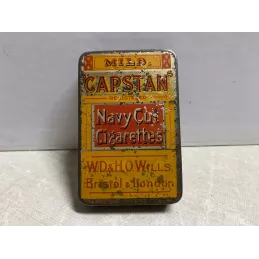 MILD
"CAPSTAN"
Navy Cut
Cigarettes
W.D.& H.O. WILLS.
Bristol & London